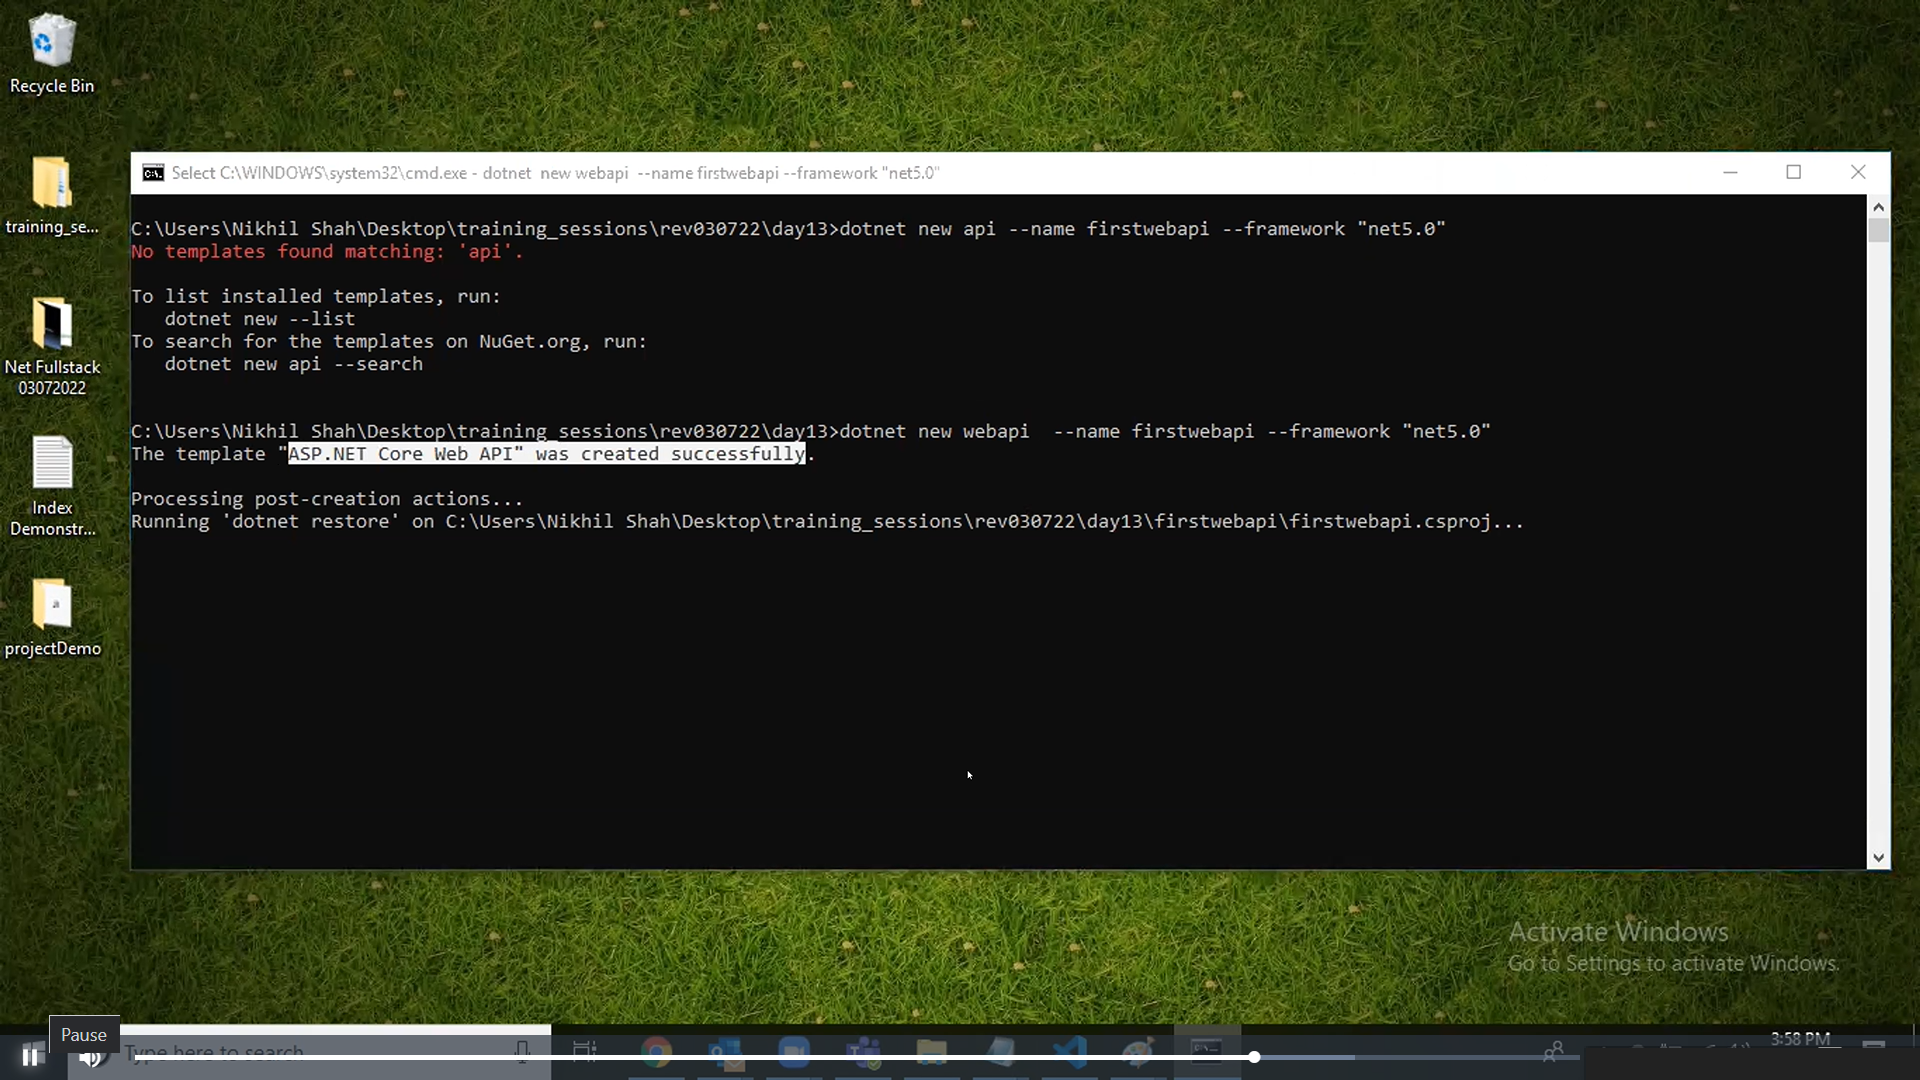 Recycle Bin
training_se...
Net Fullstack
03072022
Index
Demonstr...
projectDemo
Select C:\WINDOWS\system32\cmd.exe - dotnet  new webapi  --name firstwebapi --framework "net5.0"
C:\Users\Nikhil Shah\Desktop\training_sessions\rev030722\day13>dotnet new api --name firstwebapi --framework "net5.0"
No templates found matching: 'api'.
To list installed templates, run:
   dotnet new --list
To search for the templates on NuGet.org, run:
   dotnet new api --search
C:\Users\Nikhil Shah\Desktop\training_sessions\rev030722\day13>dotnet new webapi  --name firstwebapi --framework "net5.0"
The template "ASP.NET Core Web API" was created successfully.
Processing post-creation actions...
Running 'dotnet restore' on C:\Users\Nikhil Shah\Desktop\training_sessions\rev030722\day13\firstwebapi\firstwebapi.csproj...
Activate Windows
Go to Settings to activate Windows.
Pause
Type here to search
3:58 PM